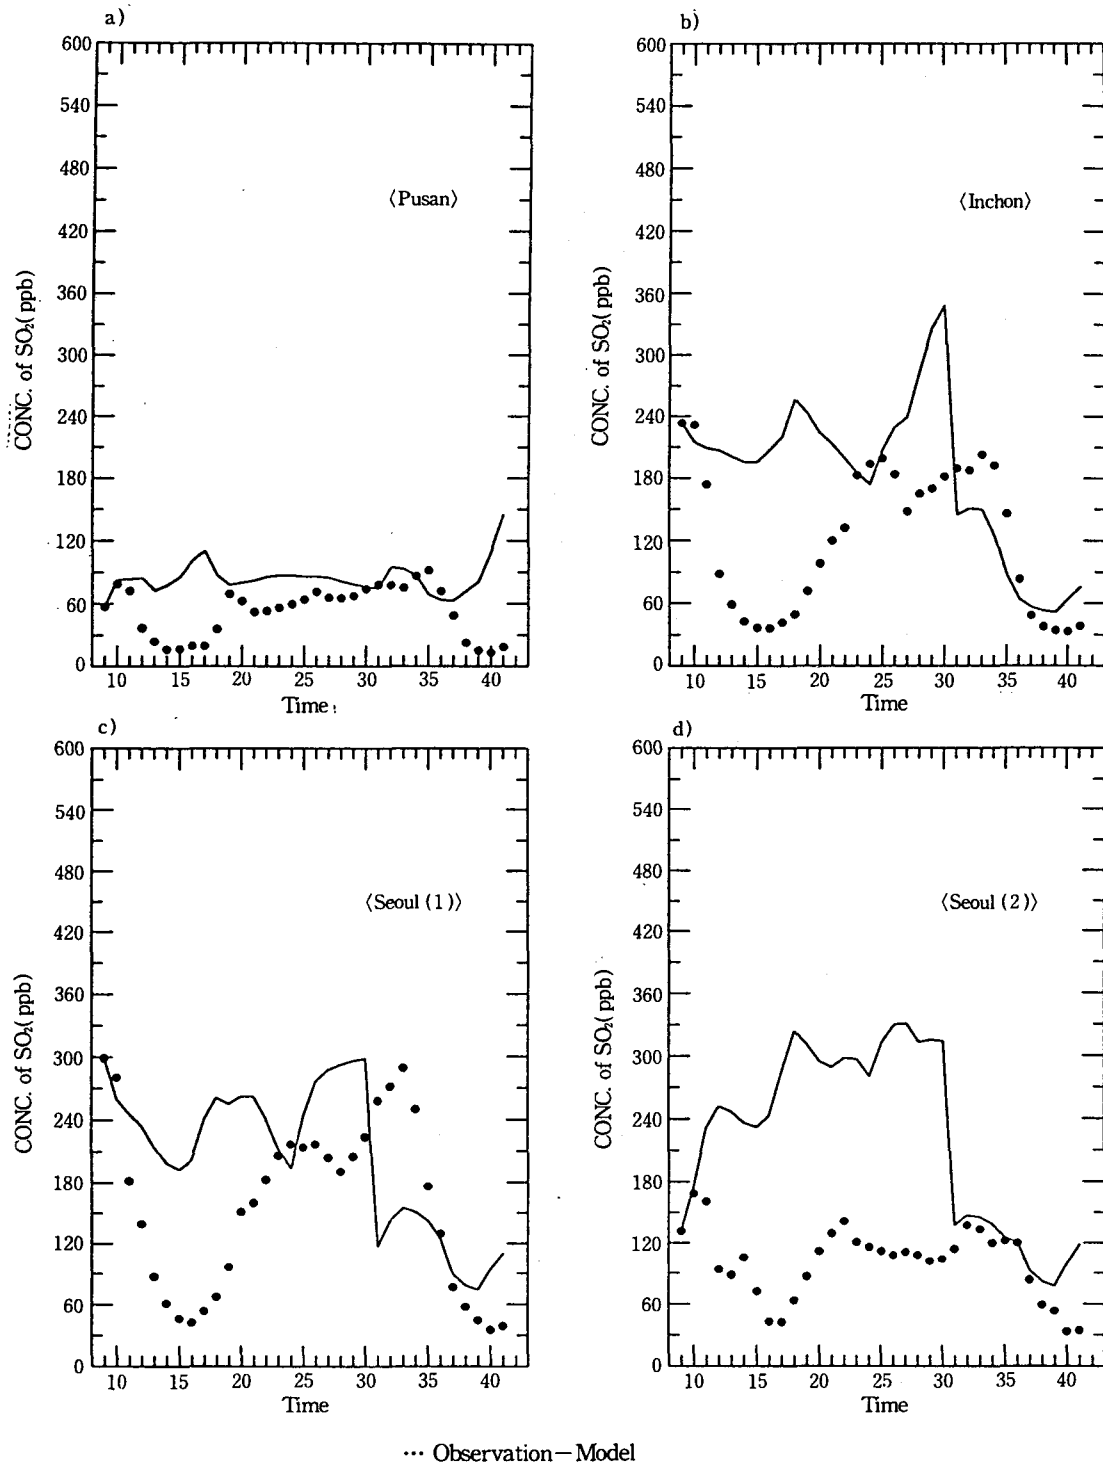 a)
600
540
480
420
360
300
240
180
120
60
0
CONC. of SO₂(ppb)
⟨Pusan⟩
10 15 20 25 30 35 40
Time
b)
600
540
480
420
360
300
240
180
120
60
0
CONC. of SO₂(ppb)
⟨Inchon⟩
10 15 20 25 30 35 40
Time
c)
600
540
480
420
360
300
240
180
120
60
0
CONC. of SO₂(ppb)
⟨Seoul (1)⟩
10 15 20 25 30 35 40
Time
d)
600
540
480
420
360
300
240
180
120
60
0
CONC. of SO₂(ppb)
⟨Seoul (2)⟩
10 15 20 25 30 35 40
Time
••• Observation — Model